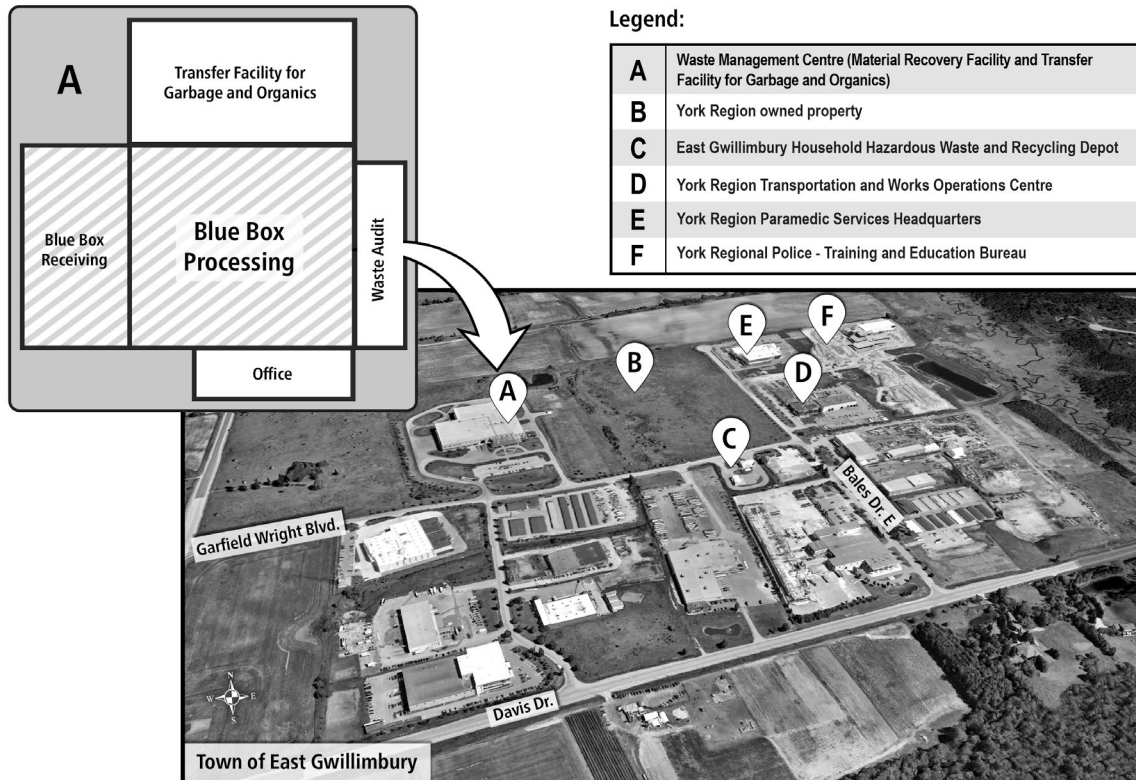 A
Transfer Facility for
Garbage and Organics
Blue Box
Receiving
Blue Box
Processing
Waste Audit
Office
Legend:
A Waste Management Centre (Material Recovery Facility and Transfer
Facility for Garbage and Organics)
B York Region owned property
C East Gwillimbury Household Hazardous Waste and Recycling Depot
D York Region Transportation and Works Operations Centre
E York Region Paramedic Services Headquarters
F York Regional Police - Training and Education Bureau
E
F
B
D
A
C
Bales Dr. E
Garfield Wright Blvd.
N
W E
S
Davis Dr.
Town of East Gwillimbury